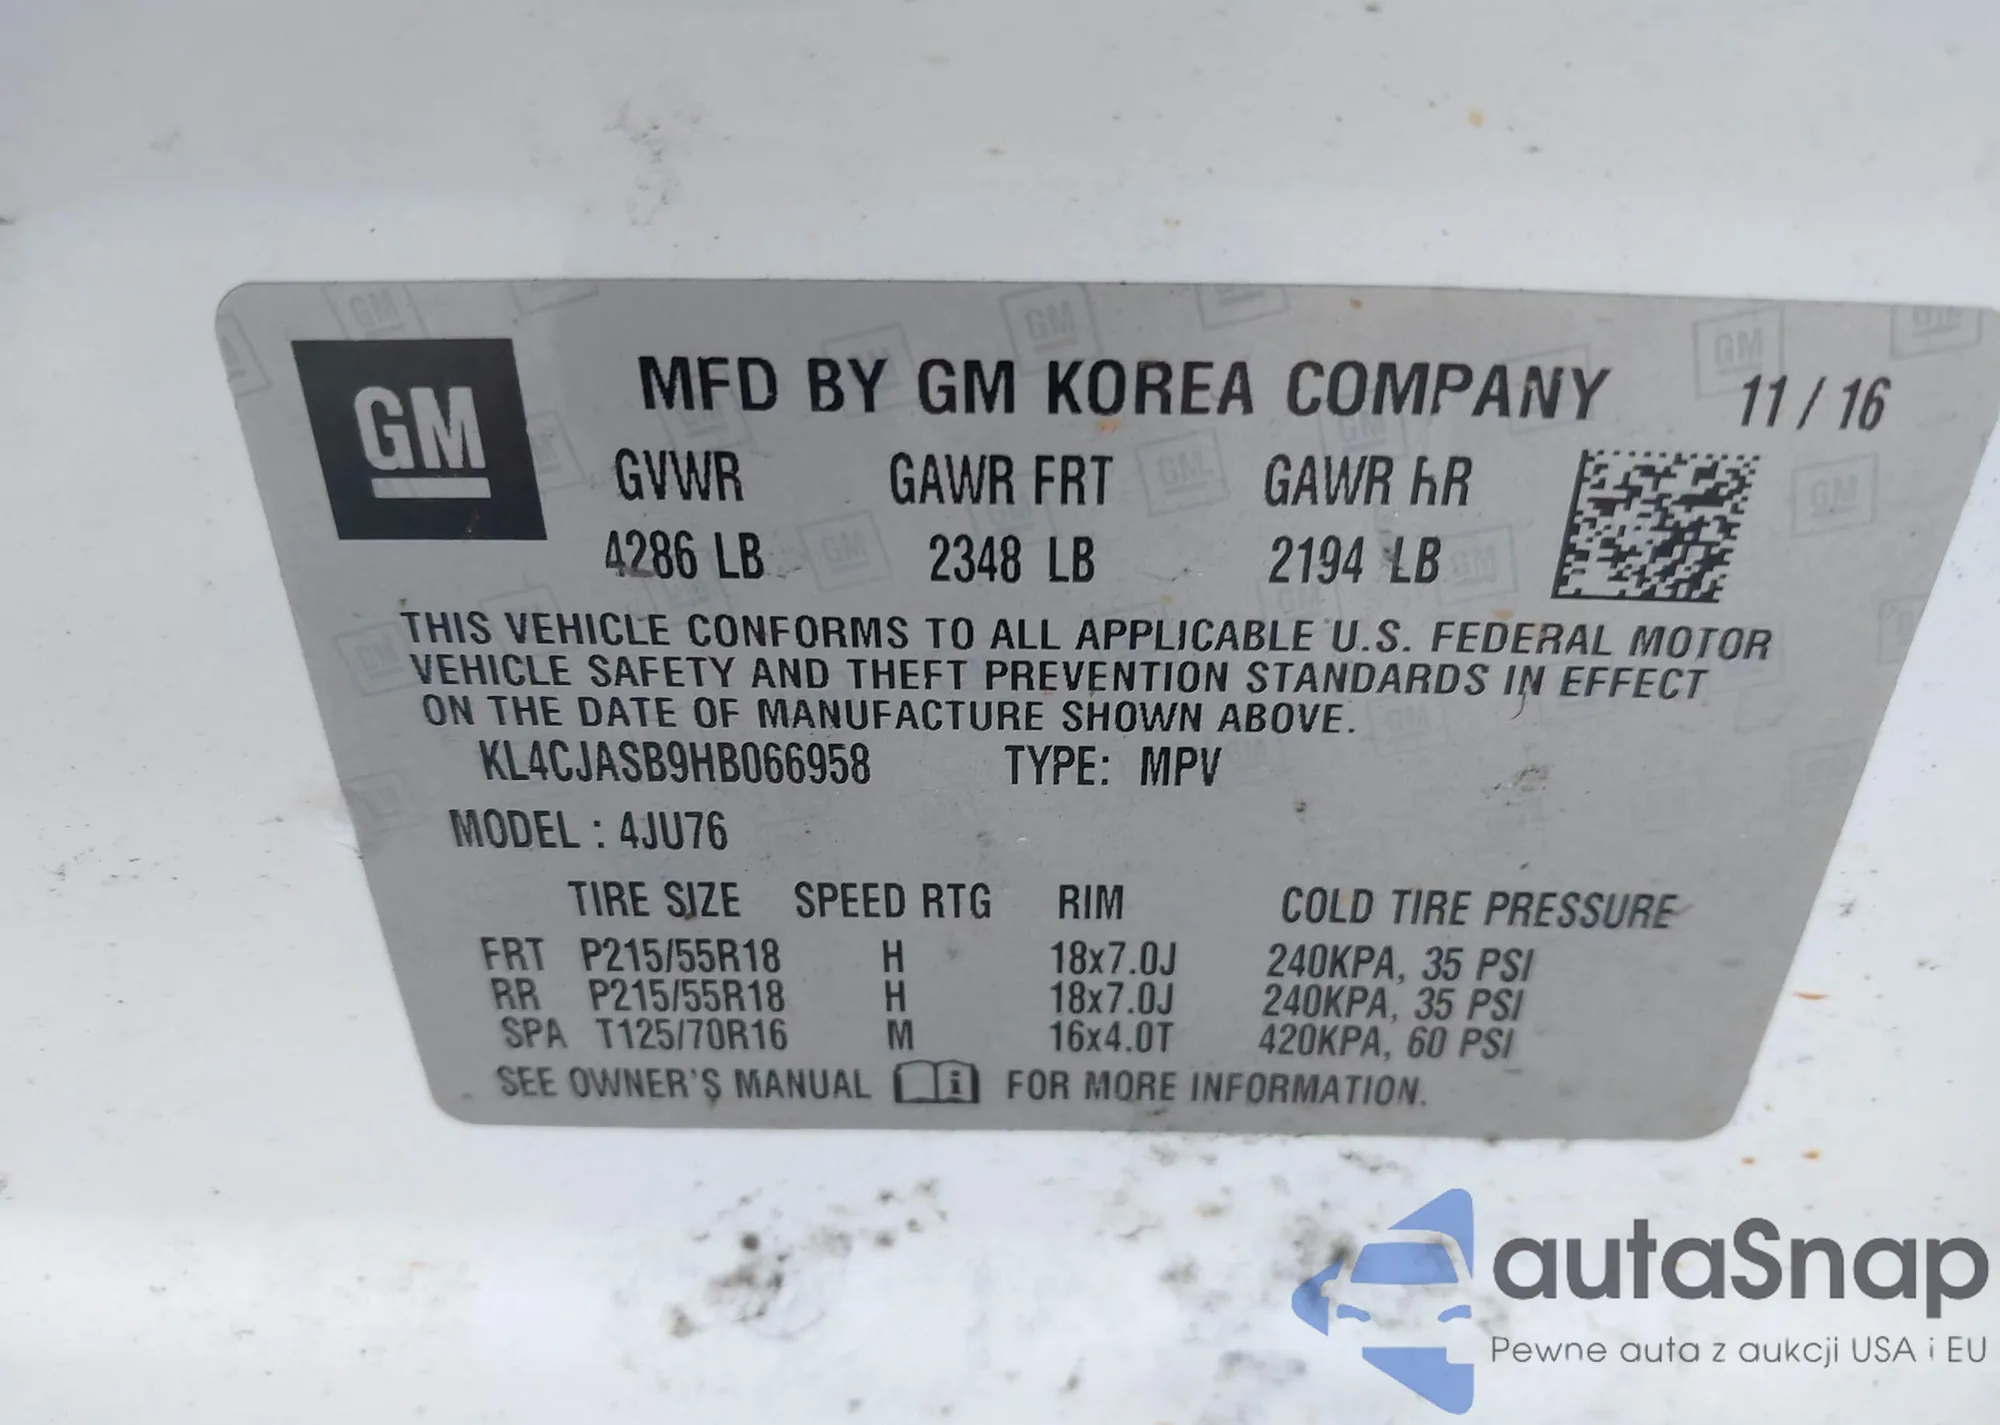 GM
MFD BY GM KOREA COMPANY 11 / 16
GVWR GAWR FRT GAWR RR
4286 LB 2348 LB 2194 LB
THIS VEHICLE CONFORMS TO ALL APPLICABLE U.S. FEDERAL MOTOR
VEHICLE SAFETY AND THEFT PREVENTION STANDARDS IN EFFECT
ON THE DATE OF MANUFACTURE SHOWN ABOVE.
KL4CJASB9HB066958 TYPE: MPV
MODEL : 4JU76
TIRE SIZE SPEED RTG RIM COLD TIRE PRESSURE
FRT P215/55R18 H 18x7.0J 240KPA, 35 PSI
RR P215/55R18 H 18x7.0J 240KPA, 35 PSI
SPA T125/70R16 M 16x4.0T 420KPA, 60 PSI
SEE OWNER'S MANUAL i FOR MORE INFORMATION.
autaSnap
Pewne auta z aukcji USA i EU